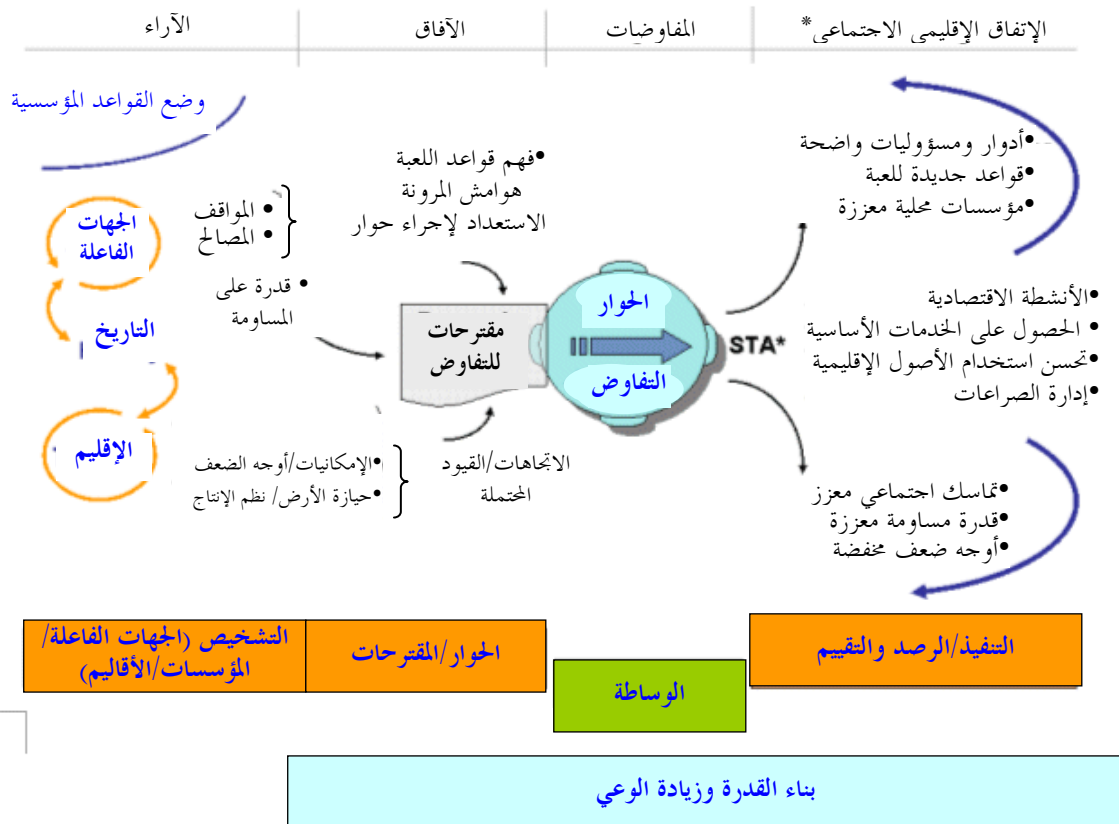 الآراء
الآفاق
المفاوضات
الإتفاق الإقليمي الاجتماعي*
وضع القواعد المؤسسية
الجهات
الفاعلة
التاريخ
الإقليم
• المواقف
• المصالح
• قدرة على
المساومة
•الإمكانيات/أوجه الضعف
•حيازة الأرض/ نظم الإنتاج
•فهم قواعد اللعبة
هوامش المرونة
الاستعداد لإجراء حوار
مقترحات
للتفاوض
الاتجاهات/القيود
المحتملة
الحوار
التفاوض
STA*
•أدوار ومسؤوليات واضحة
•قواعد جديدة للعبة
•مؤسسات محلية معززة
•الأنشطة الاقتصادية
• الحصول على الخدمات الأساسية
•تحسن استخدام الأصول الإقليمية
•إدارة الصراعات
•تماسك اجتماعي معزز
•قدرة مساومة معززة
•أوجه ضعف مخفضة
التشخيص (الجهات الفاعلة/
المؤسسات/الأقاليم)
الحوار/المقترحات
الوساطة
التنفيذ/الرصد والتقييم
بناء القدرة وزيادة الوعي